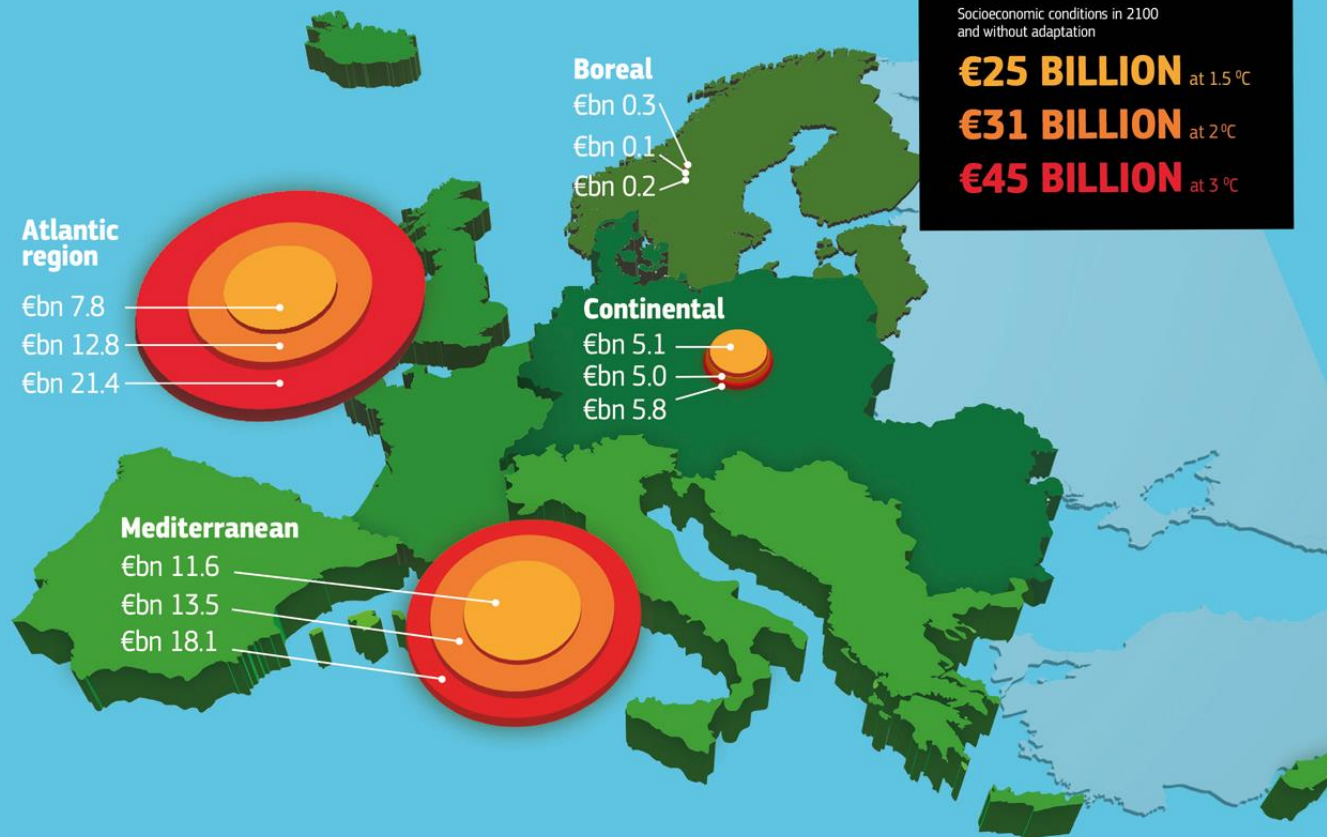 Socioeconomic conditions in 2100
and without adaptation
€25 BILLION at 1.5 ºC
€31 BILLION at 2 ºC
€45 BILLION at 3 ºC
Boreal
€bn 0.3
€bn 0.1
€bn 0.2
Atlantic
region
€bn 7.8
€bn 12.8
€bn 21.4
Continental
€bn 5.1
€bn 5.0
€bn 5.8
Mediterranean
€bn 11.6
€bn 13.5
€bn 18.1